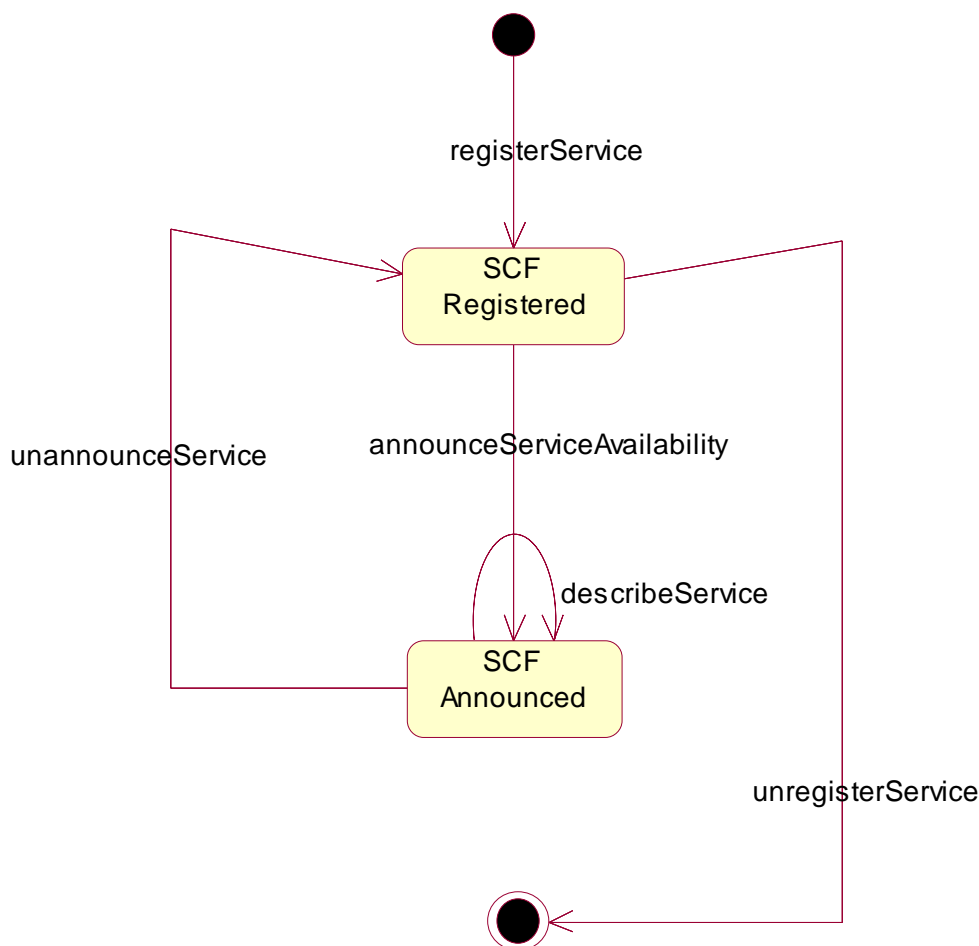 registerService
SCF
Registered
announceServiceAvailability
unannounceService
describeService
SCF
Announced
unregisterService